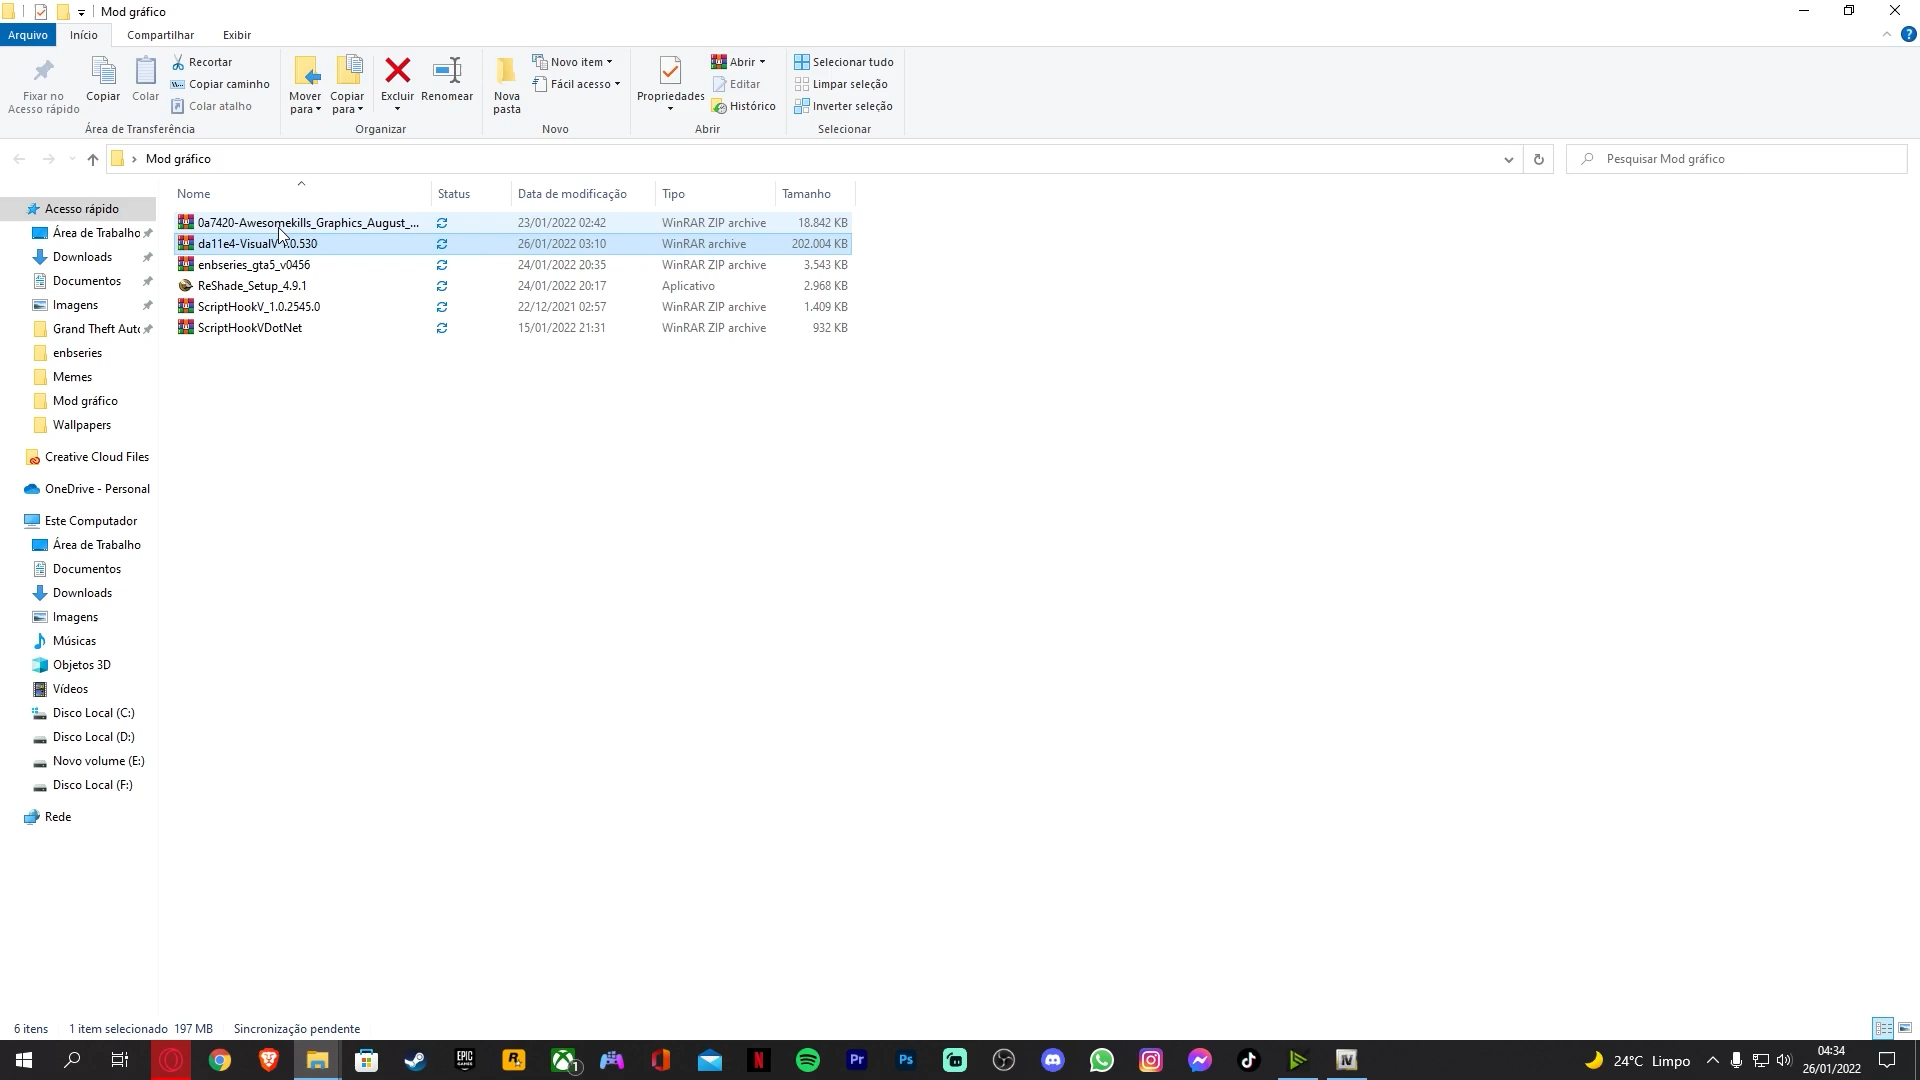 Mod gráfico
Arquivo Início Compartilhar Exibir
Fixar no Acesso rápido
Copiar
Colar
Recortar
Copiar caminho
Colar atalho
Área de Transferência
Mover para
Copiar para
Excluir
Renomear
Organizar
Nova pasta
Novo item
Fácil acesso
Novo
Propriedades
Abrir
Editar
Histórico
Abrir
Selecionar tudo
Limpar seleção
Inverter seleção
Selecionar
Mod gráfico
Pesquisar Mod gráfico
Nome Status Data de modificação Tipo Tamanho
0a7420-Awesomekills_Graphics_August_... 23/01/2022 02:42 WinRAR ZIP archive 18.842 KB
26/01/2022 03:10 WinRAR archive 202.004 KB
enbseries_gta5_v0456 24/01/2022 20:35 WinRAR ZIP archive 3.543 KB
ReShade_Setup_4.9.1 24/01/2022 20:17 Aplicativo 2.968 KB
ScriptHookV_1.0.2545.0 22/12/2021 02:57 WinRAR ZIP archive 1.409 KB
ScriptHookVDotNet 15/01/2022 21:31 WinRAR ZIP archive 932 KB
Acesso rápido
Área de Trabalho
Downloads
Documentos
Imagens
Grand Theft Auto
enbseries
Memes
Mod gráfico
Wallpapers
Creative Cloud Files
OneDrive - Personal
Este Computador
Área de Trabalho
Documentos
Downloads
Imagens
Músicas
Objetos 3D
Vídeos
Disco Local (C:)
Disco Local (D:)
Novo volume (E:)
Disco Local (F:)
Rede
6 itens 1 item selecionado 197 MB Sincronização pendente
EPIC GAMES
R
1
N
Pr
Ps
IV
24°C Limpo
04:34
26/01/2022